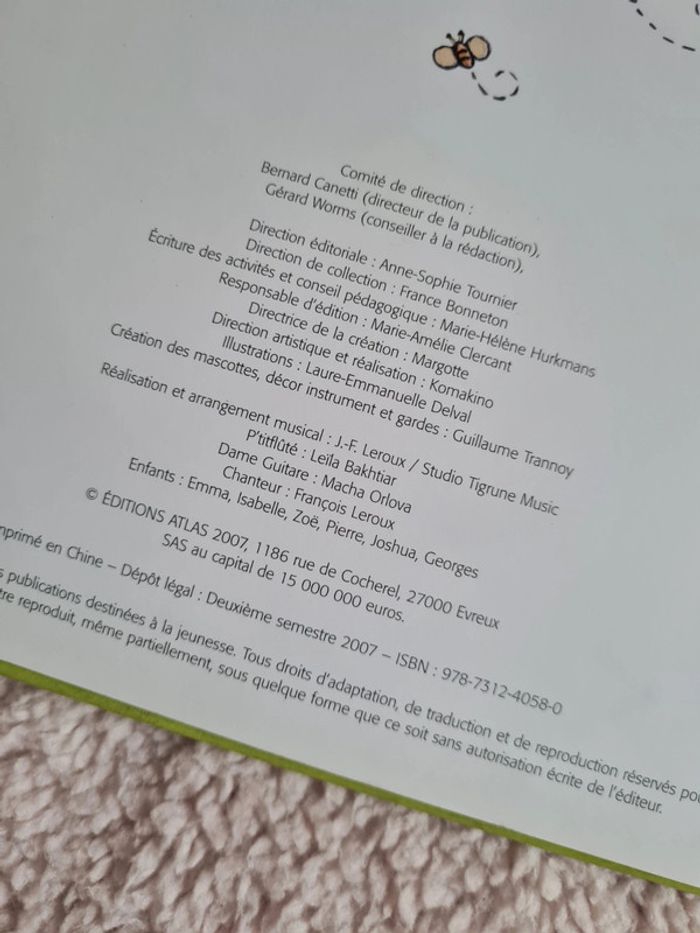 Comité de direction :
Bernard Canetti (directeur de la publication),
Gérard Worms (conseiller à la rédaction),
Direction éditoriale : Anne-Sophie Tournier
Direction de collection : France Bonneton
Écriture des activités et conseil pédagogique : Marie-Hélène Hurkmans
Responsable d'édition : Marie-Amélie Clercant
Directrice de la création : Margotte
Direction artistique et réalisation : Komakino
Illustrations : Laure-Emmanuelle Delval
Création des mascottes, décor instrument et gardes : Guillaume Trannoy
Réalisation et arrangement musical : J.-F. Leroux / Studio Tigrune Music
P'titflûté : Leïla Bakhtiar
Dame Guitare : Macha Orlova
Chanteur : François Leroux
Enfants : Emma, Isabelle, Zoë, Pierre, Joshua, Georges
© ÉDITIONS ATLAS 2007, 1186 rue de Cocherel, 27000 Evreux
SAS au capital de 15 000 000 euros.
mprimé en Chine – Dépôt légal : Deuxième semestre 2007 – ISBN : 978-7312-4058-0
s publications destinées à la jeunesse. Tous droits d'adaptation, de traduction et de reproduction réservés pou
tre reproduit, même partiellement, sous quelque forme que ce soit sans autorisation écrite de l'éditeur.